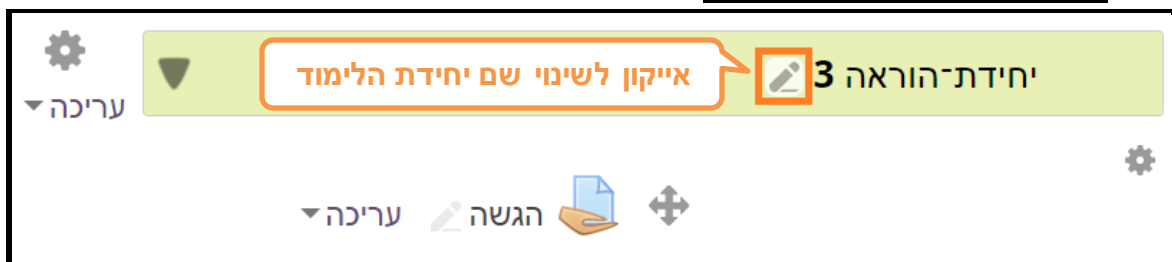 יחידת־הוראה 3
אייקון לשינוי שם יחידת הלימוד
עריכה
הגשה עריכה